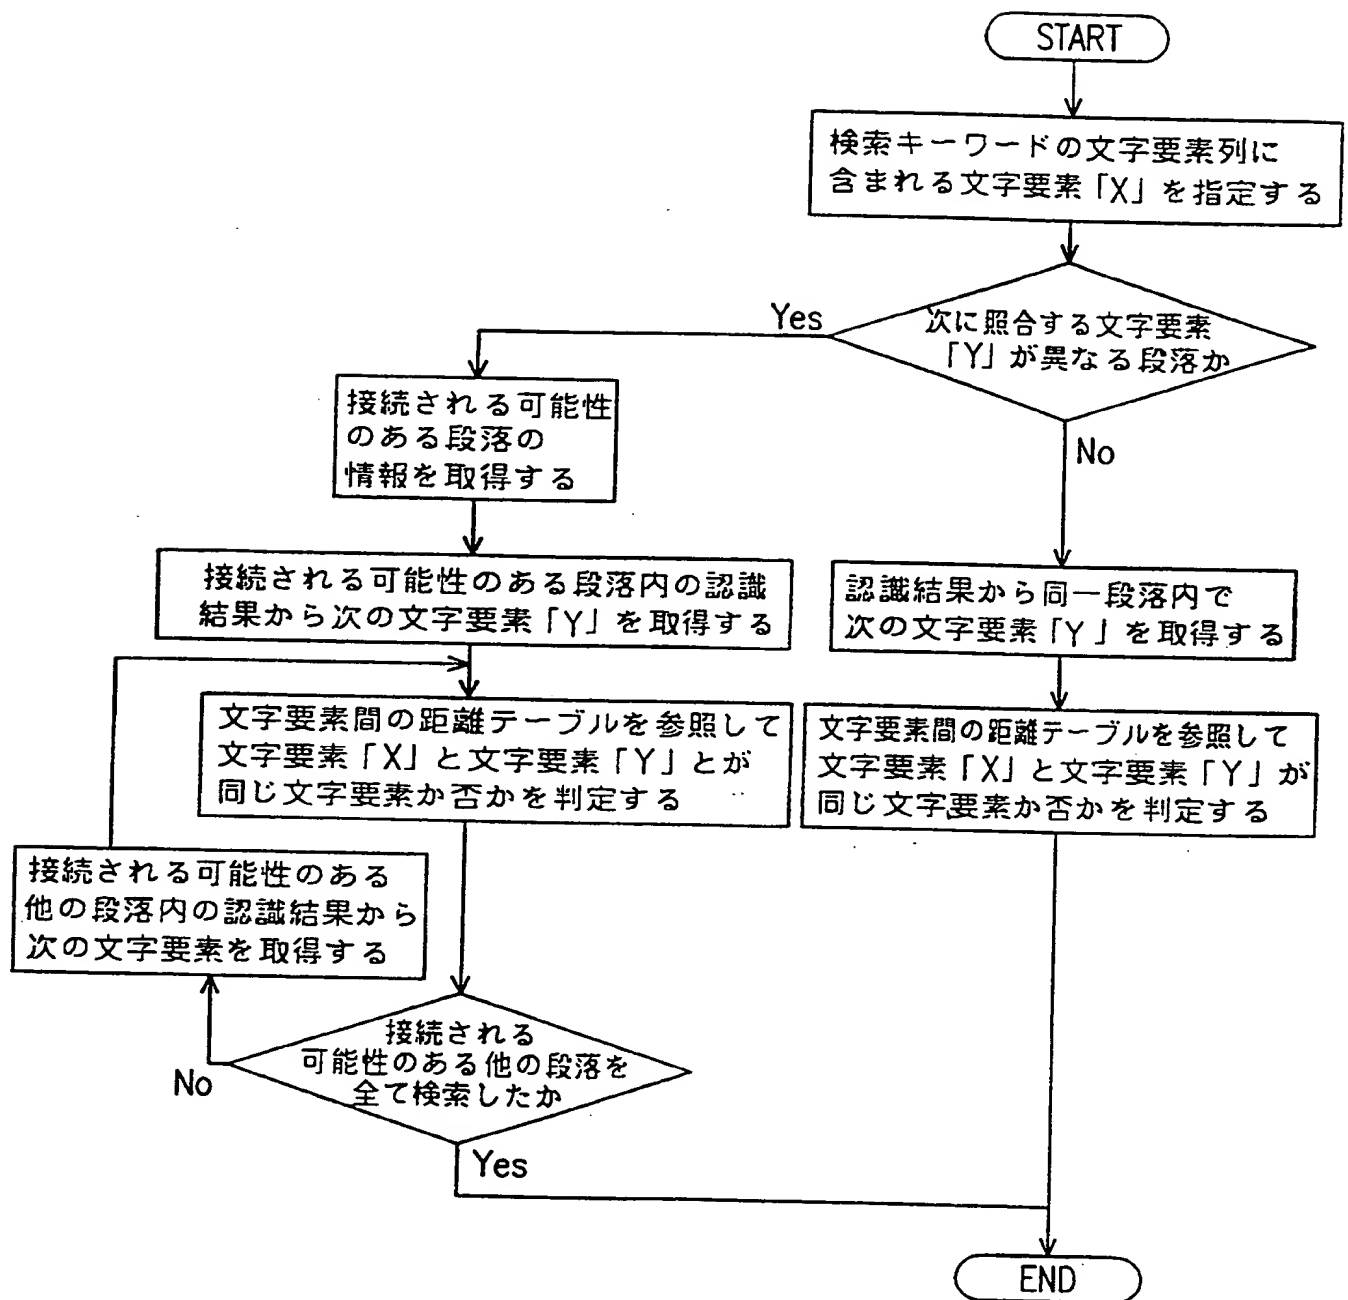 START
検索キーワードの文字要素列に
含まれる文字要素「X」を指定する
次に照合する文字要素
「Y」が異なる段落か
Yes
No
接続される可能性
のある段落の
情報を取得する
接続される可能性のある段落内の認識
結果から次の文字要素「Y」を取得する
認識結果から同一段落内で
次の文字要素「Y」を取得する
文字要素間の距離テーブルを参照して
文字要素「X」と文字要素「Y」とが
同じ文字要素か否かを判定する
文字要素間の距離テーブルを参照して
文字要素「X」と文字要素「Y」が
同じ文字要素か否かを判定する
接続される可能性のある
他の段落内の認識結果から
次の文字要素を取得する
接続される
可能性のある他の段落を
全て検索したか
No
Yes
END